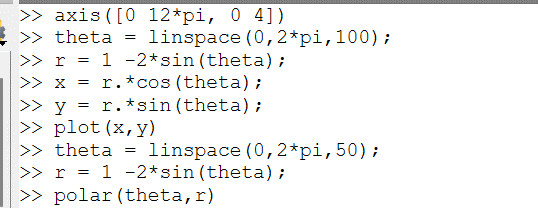 >> axis([0 12*pi, 0 4])
>> theta = linspace(0,2*pi,100);
>> r = 1 -2*sin(theta);
>> x = r.*cos(theta);
>> y = r.*sin(theta);
>> plot(x,y)
>> theta = linspace(0,2*pi,50);
>> r = 1 -2*sin(theta);
>> polar(theta,r)